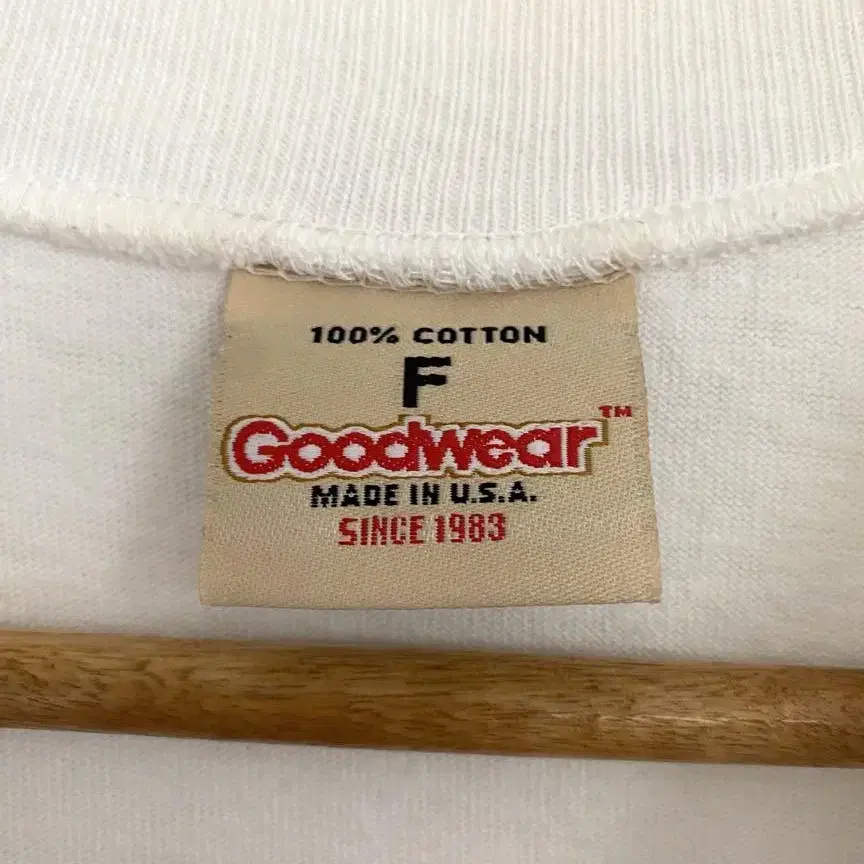 100% COTTON
F
Goodwear™
MADE IN U.S.A.
SINCE 1983